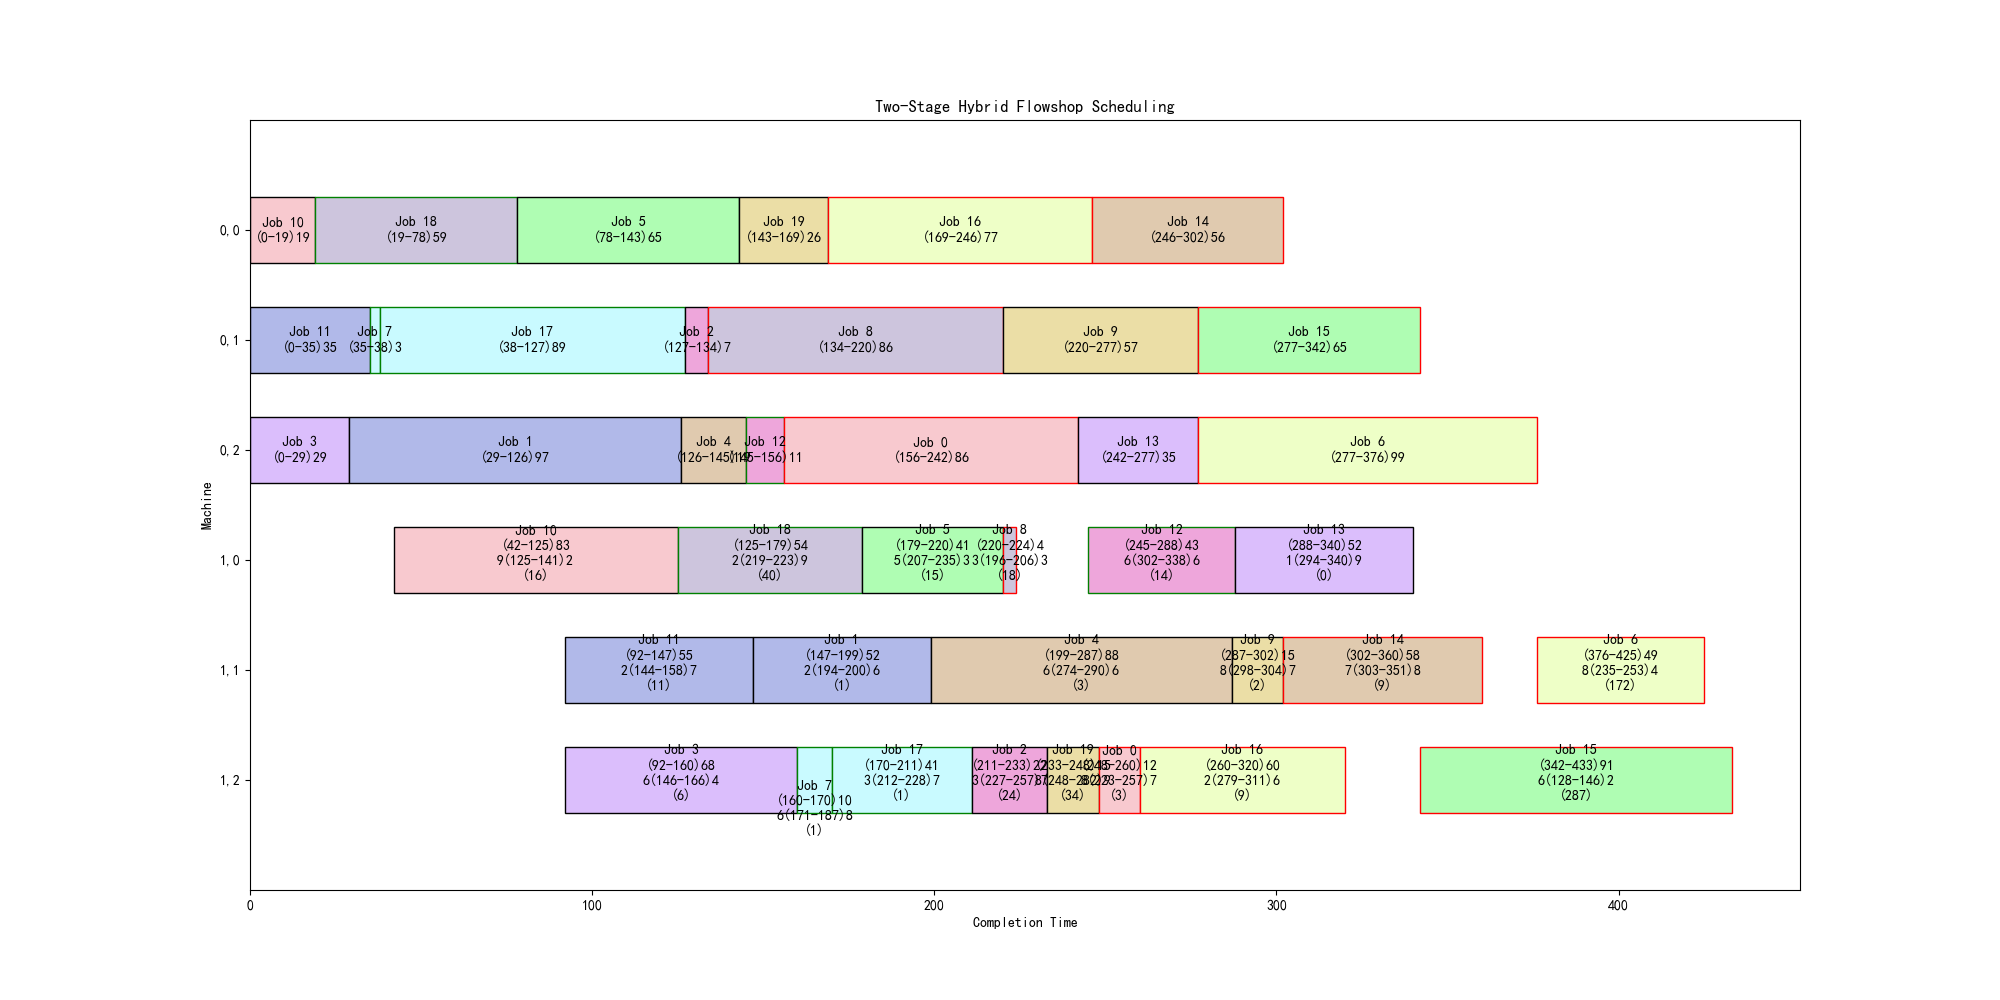 Two-Stage Hybrid Flowshop Scheduling
0,0
Job 10
(0-19)19
Job 18
(19-78)59
Job 5
(78-143)65
Job 19
(143-169)26
Job 16
(169-246)77
Job 14
(246-302)56
0,1
Job 11
(0-35)35
Job 7
(35-38)3
Job 17
(38-127)89
Job 2
(127-134)7
Job 8
(134-220)86
Job 9
(220-277)57
Job 15
(277-342)65
0,2
Job 3
(0-29)29
Job 1
(29-126)97
Job 4
(126-145)19
Job 12
(145-156)11
Job 0
(156-242)86
Job 13
(242-277)35
Job 6
(277-376)99
1,0
Job 10
(42-125)83
9(125-141)2
(16)
Job 18
(125-179)54
2(219-223)9
(40)
Job 5
(179-220)41
5(207-235)3
(15)
Job 8
(220-224)4
3(196-206)3
(18)
Job 12
(245-288)43
6(302-338)6
(14)
Job 13
(288-340)52
1(294-340)9
(0)
1,1
Job 11
(92-147)55
2(144-158)7
(11)
Job 1
(147-199)52
2(194-200)6
(1)
Job 4
(199-287)88
6(274-290)6
(3)
Job 9
(287-302)15
8(298-304)7
(2)
Job 14
(302-360)58
7(303-351)8
(9)
Job 6
(376-425)49
8(235-253)4
(172)
1,2
Job 3
(92-160)68
6(146-166)4
(6)
Job 7
(160-170)10
6(171-187)8
(1)
Job 17
(170-211)41
3(212-228)7
(1)
Job 2
(211-233)22
3(227-257)
(24)
Job 19
(233-248)15
(34)
Job 0
(248-260)12
(3)
Job 16
(260-320)60
2(279-311)6
(9)
Job 15
(342-433)91
6(128-146)2
(287)
Machine
0
100
200
300
400
Completion Time